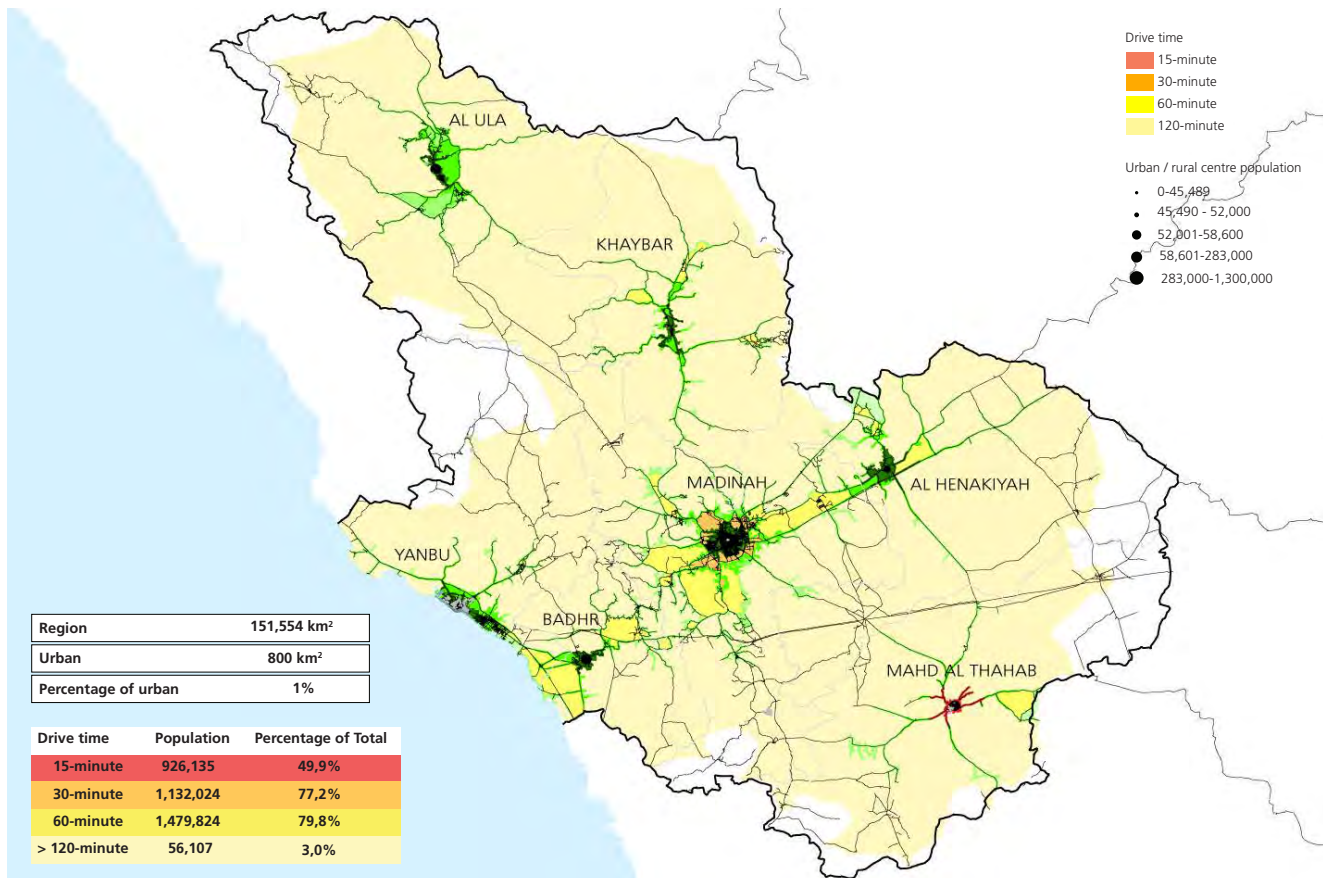 Drive time
15-minute
30-minute
60-minute
120-minute
Urban / rural centre population
0-45,489
45,490 - 52,000
52,001-58,600
58,601-283,000
283,000-1,300,000
AL ULA
KHAYBAR
MADINAH
AL HENAKIYAH
YANBU
BADHR
MAHD AL THAHAB
Region 151,554 km²
Urban 800 km²
Percentage of urban 1%
Drive time Population Percentage of Total
15-minute 926,135 49,9%
30-minute 1,132,024 77,2%
60-minute 1,479,824 79,8%
> 120-minute 56,107 3,0%